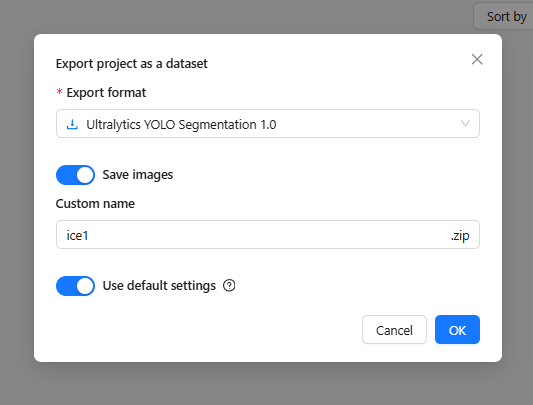 Sort by
Export project as a dataset
* Export format
Ultralytics YOLO Segmentation 1.0
Save images
Custom name
ice1 .zip
Use default settings ?
Cancel OK